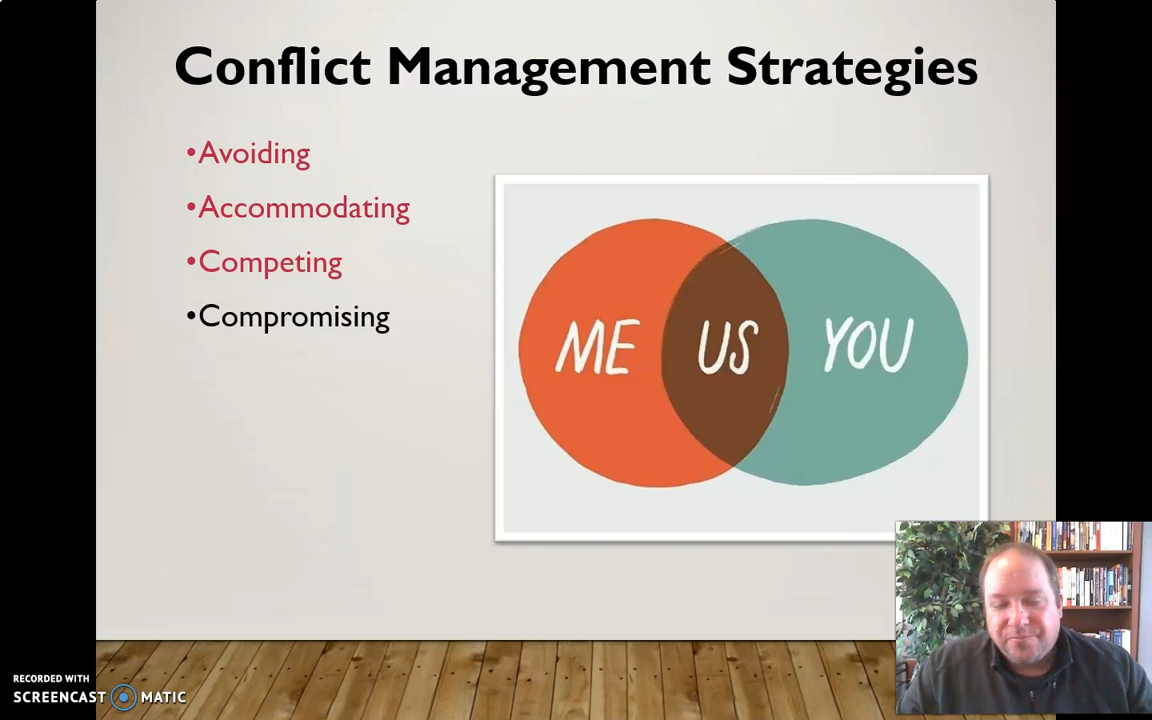 Conflict Management Strategies
•Avoiding
•Accommodating
•Competing
•Compromising
ME US YOU
RECORDED WITH
SCREENCAST MATIC